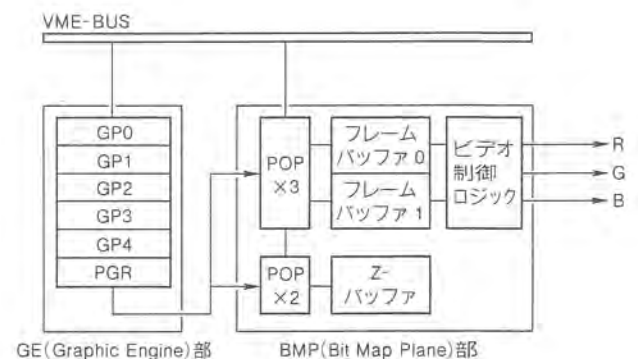 VME-BUS
GP0
GP1
GP2
GP3
GP4
PGR
POP
×3
フレーム
バッファ 0
フレーム
バッファ 1
ビデオ
制御
ロジック
R
G
B
POP
×2
Z-
バッファ
GE(Graphic Engine)部
BMP(Bit Map Plane)部